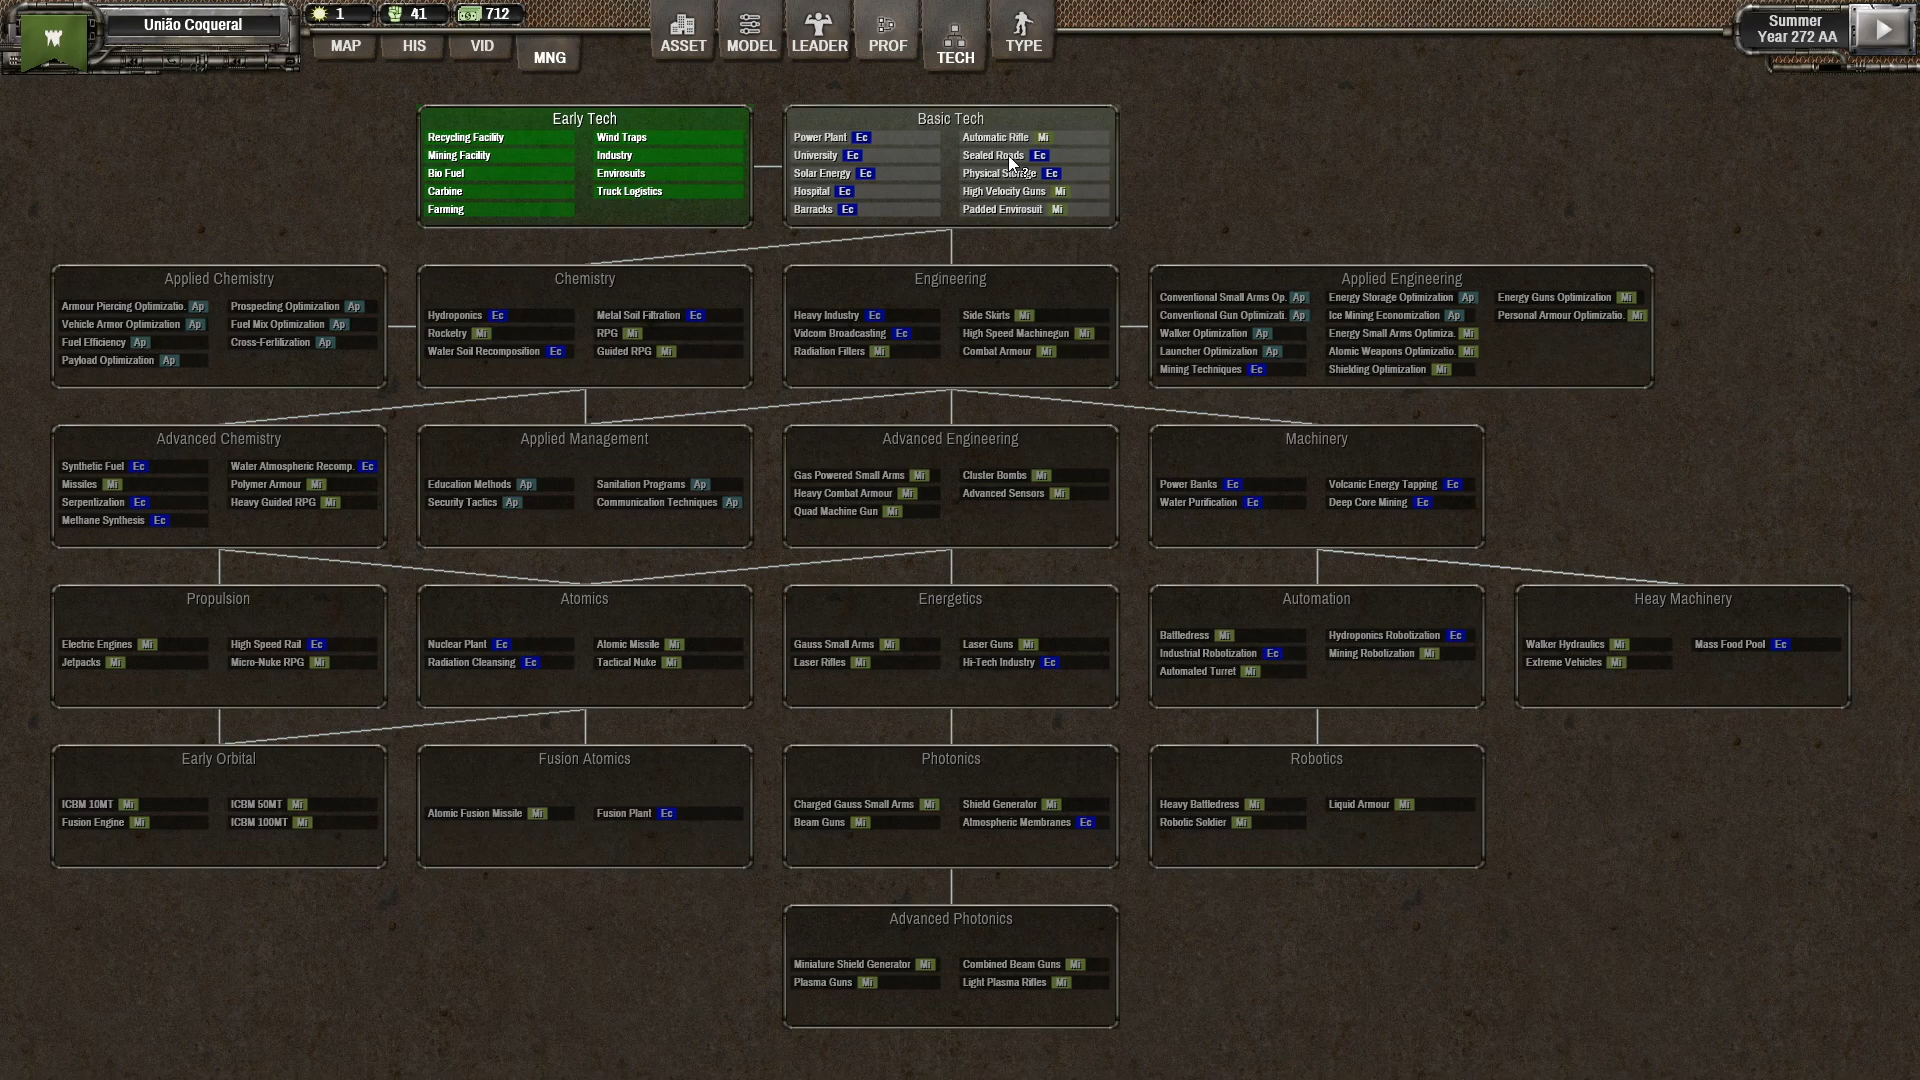 União Coqueral
1
41
712
MAP
HIS
VID
MNG
ASSET
MODEL
LEADER
PROF
TECH
TYPE
Summer
Year 272 AA
Early Tech
Recycling Facility
Wind Traps
Mining Facility
Industry
Bio Fuel
Envirosuits
Carbine
Truck Logistics
Farming
Basic Tech
Power Plant Ec
Automatic Rifle Mi
University Ec
Sealed Roads Ec
Solar Energy Ec
Physical Storage Ec
Hospital Ec
High Velocity Guns Mi
Barracks Ec
Padded Envirosuit Mi
Applied Chemistry
Armour Piercing Optimizatio. Ap
Prospecting Optimization Ap
Vehicle Armor Optimization Ap
Fuel Mix Optimization Ap
Fuel Efficiency Ap
Cross-Fertilization Ap
Payload Optimization Ap
Chemistry
Hydroponics Ec
Metal Soil Filtration Ec
Rocketry Mi
RPG Mi
Water Soil Recomposition Ec
Guided RPG Mi
Engineering
Heavy Industry Ec
Side Skirts Mi
Vidcom Broadcasting Ec
High Speed Machinegun Mi
Radiation Filters Mi
Combat Armour Mi
Applied Engineering
Conventional Small Arms Op. Ap
Energy Storage Optimization Ap
Energy Guns Optimization Mi
Conventional Gun Optimizati. Ap
Ice Mining Economization Ap
Personal Armour Optimizatio. Mi
Walker Optimization Ap
Energy Small Arms Optimiza. Mi
Launcher Optimization Ap
Atomic Weapons Optimizatio. Mi
Mining Techniques Ec
Shielding Optimization Mi
Advanced Chemistry
Synthetic Fuel Ec
Water Atmospheric Recomp. Ec
Missiles Mi
Polymer Armour Mi
Serpentization Ec
Heavy Guided RPG Mi
Methane Synthesis Ec
Applied Management
Education Methods Ap
Sanitation Programs Ap
Security Tactics Ap
Communication Techniques Ap
Advanced Engineering
Gas Powered Small Arms Mi
Cluster Bombs Mi
Heavy Combat Armour Mi
Advanced Sensors Mi
Quad Machine Gun Mi
Machinery
Power Banks Ec
Volcanic Energy Tapping Ec
Water Purification Ec
Deep Core Mining Ec
Propulsion
Electric Engines Mi
High Speed Rail Ec
Jetpacks Mi
Micro-Nuke RPG Mi
Atomics
Nuclear Plant Ec
Atomic Missile Mi
Radiation Cleansing Ec
Tactical Nuke Mi
Energetics
Gauss Small Arms Mi
Laser Guns Mi
Laser Rifles Mi
Hi-Tech Industry Ec
Automation
Battledress Mi
Hydroponics Robotization Ec
Industrial Robotization Ec
Mining Robotization Mi
Automated Turret Mi
Heay Machinery
Walker Hydraulics Mi
Mass Food Pool Ec
Extreme Vehicles Mi
Early Orbital
ICBM 10MT Mi
ICBM 50MT Mi
Fusion Engine Mi
ICBM 100MT Mi
Fusion Atomics
Atomic Fusion Missile Mi
Fusion Plant Ec
Photonics
Charged Gauss Small Arms Mi
Shield Generator Mi
Beam Guns Mi
Atmospheric Membranes Ec
Robotics
Heavy Battledress Mi
Liquid Armour Mi
Robotic Soldier Mi
Advanced Photonics
Miniature Shield Generator Mi
Combined Beam Guns Mi
Plasma Guns Mi
Light Plasma Rifles Mi